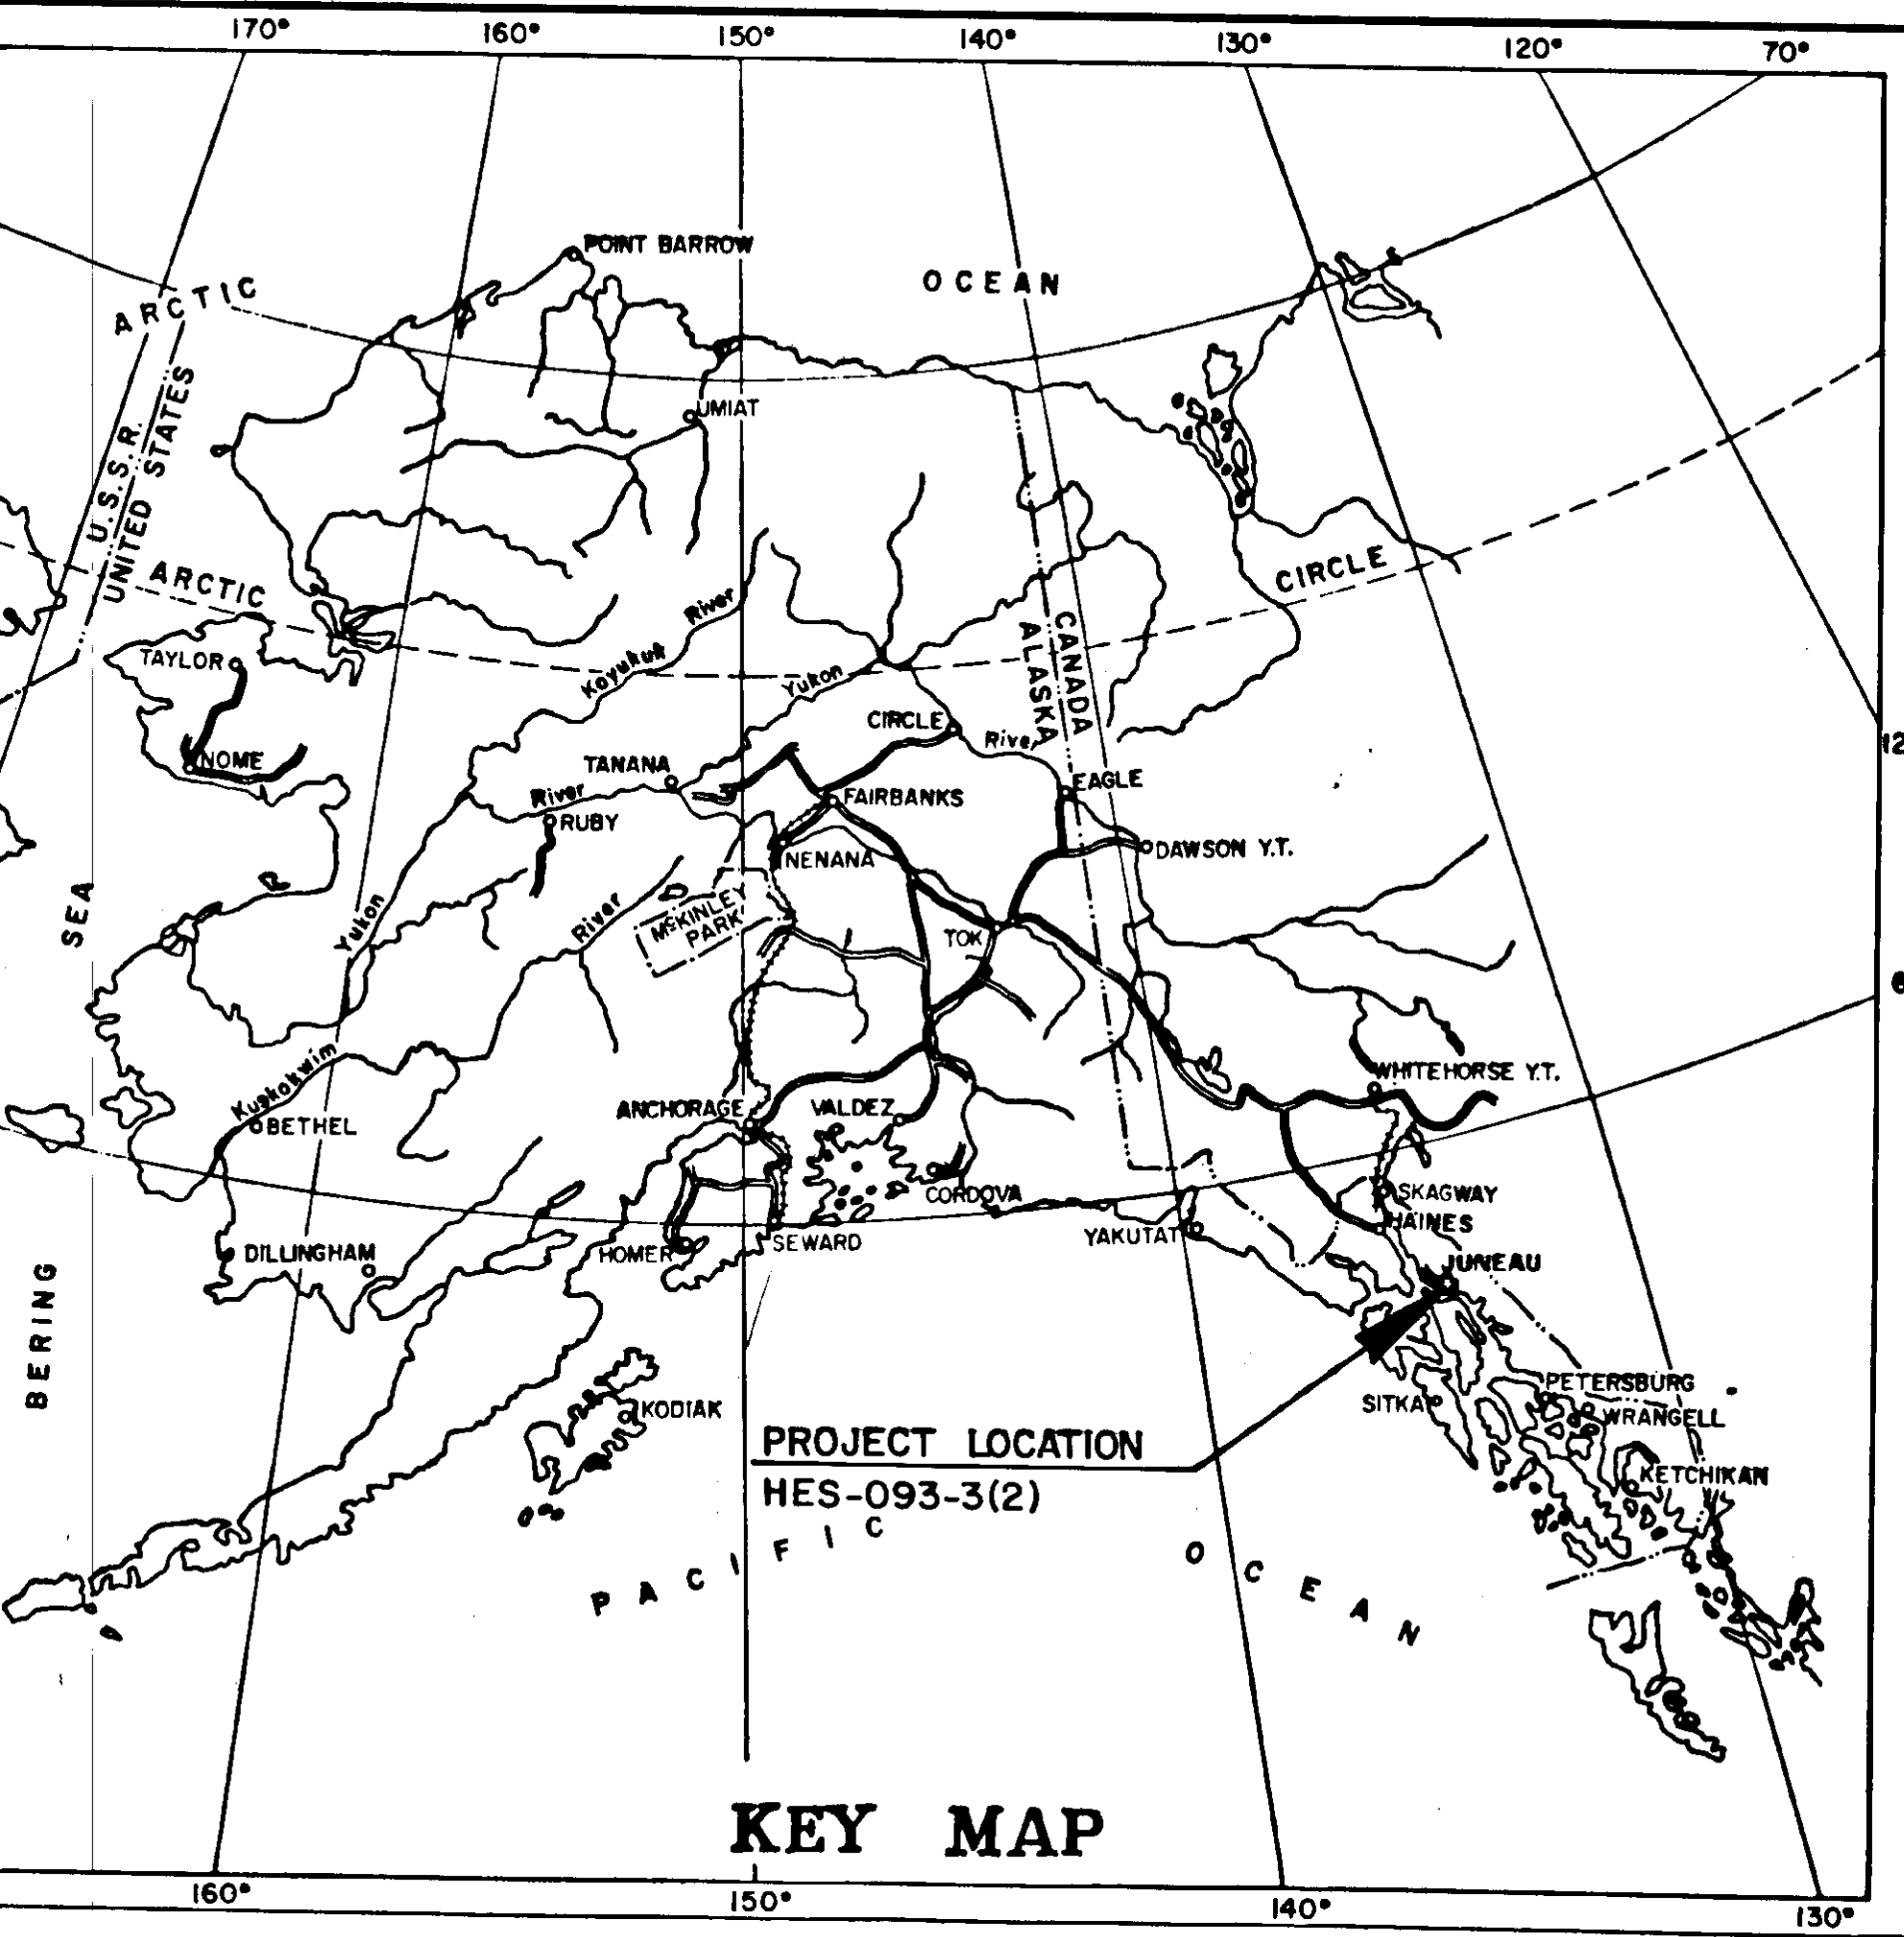 170° 160° 150° 140° 130° 120° 70°
POINT BARROW
OCEAN
ARCTIC
U.S.S.R.
UNITED STATES
UMIAT
ARCTIC
CIRCLE
River
Koyukuk
CANADA
ALASKA
TAYLOR
Yukon
CIRCLE
River
NOME
TANANA
EAGLE
River
FAIRBANKS
RUBY
DAWSON Y.T.
NENANA
SEA
Yukon
River
McKINLEY
PARK
TOK
Kuskokwim
WHITEHORSE Y.T.
ANCHORAGE
VALDEZ
BETHEL
CORDOVA
SKAGWAY
HAINES
YAKUTAT
DILLINGHAM
HOMER
SEWARD
JUNEAU
BERING
PETERSBURG
SITKA
WRANGELL
KODIAK
PROJECT LOCATION
KETCHIKAN
HES-093-3(2)
PACIFIC
OCEAN
KEY MAP
160° 150° 140° 130°